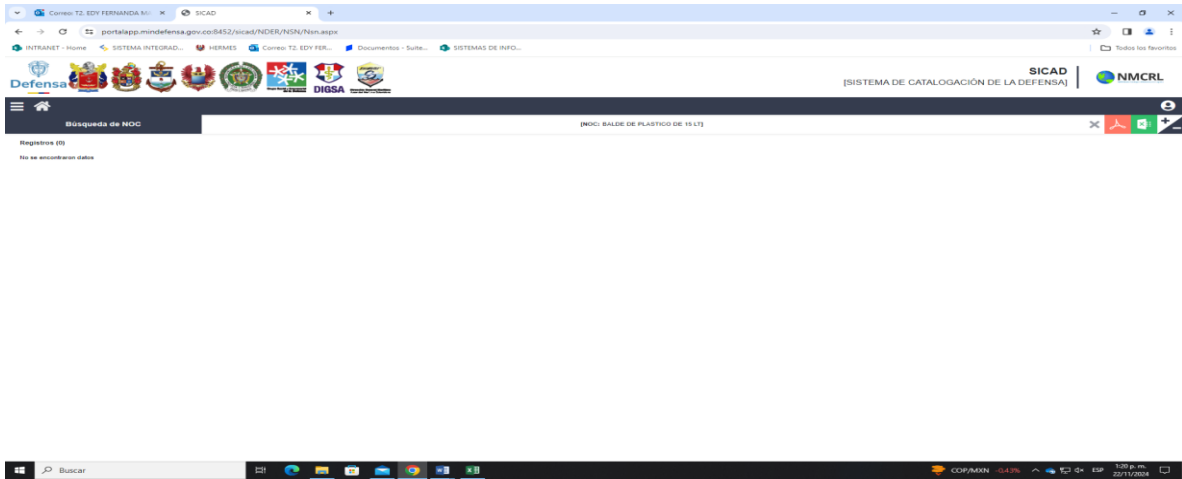 Correo: T2. EDY FERNANDA MA
SICAD
portalapp.mindefensa.gov.co:8452/sicad/NDER/NSN/Nsn.aspx
INTRANET - Home
SISTEMA INTEGRAD...
HERMES
Correo: T2. EDY FER...
Documentos - Suite...
SISTEMAS DE INFO...
Todos los favoritos
Defensa
DIGSA
SICAD
[SISTEMA DE CATALOGACIÓN DE LA DEFENSA]
NMCRL
Búsqueda de NOC
[NOC: BALDE DE PLASTICO DE 15 LT]
Registros (0)
No se encontraron datos
Buscar
COP/MXN -0.43%
ESP
1:20 p. m.
22/11/2024